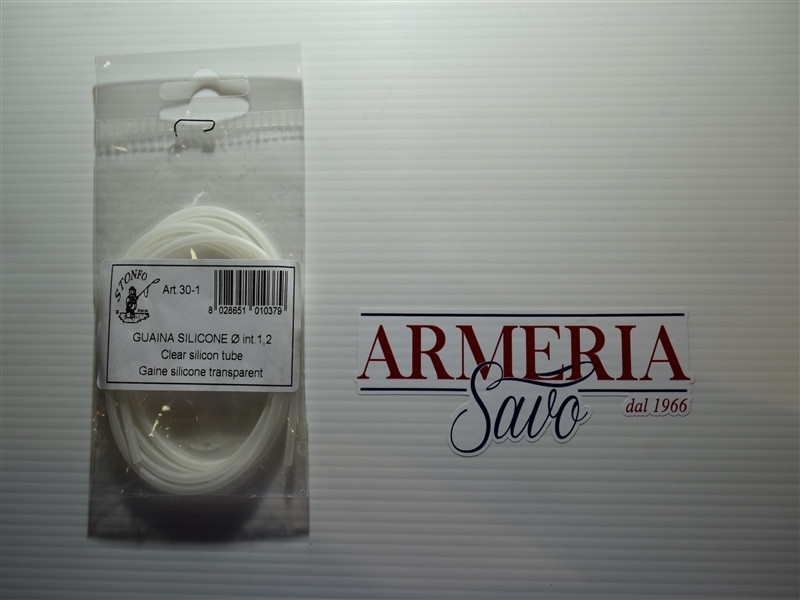 STONFO
Art.30-1
8 028651 010379
GUAINA SILICONE Ø int.1,2
Clear silicon tube
Gaine silicone transparent
ARMERIA
Savo
dal 1966